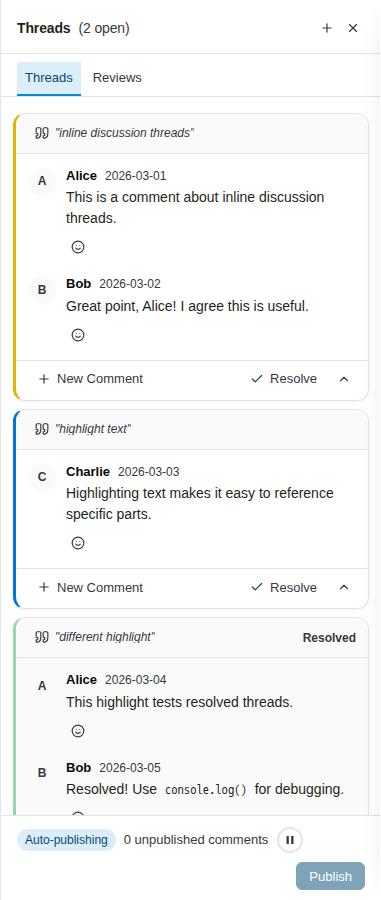 Threads (2 open)
Threads Reviews
"inline discussion threads"
A Alice 2026-03-01
This is a comment about inline discussion
threads.
B Bob 2026-03-02
Great point, Alice! I agree this is useful.
New Comment Resolve
"highlight text"
C Charlie 2026-03-03
Highlighting text makes it easy to reference
specific parts.
New Comment Resolve
"different highlight" Resolved
A Alice 2026-03-04
This highlight tests resolved threads.
B Bob 2026-03-05
Resolved! Use console.log() for debugging.
Auto-publishing 0 unpublished comments
Publish